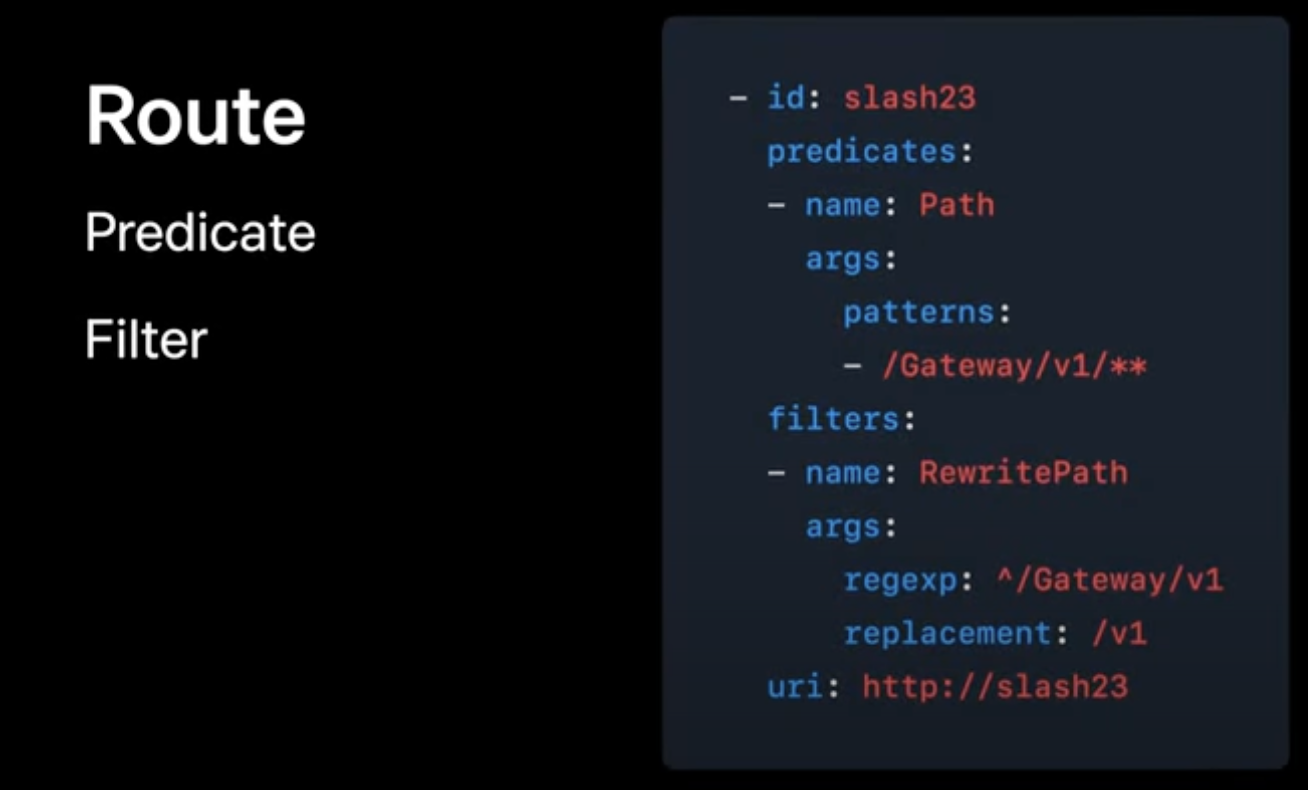 Route
Predicate
Filter
- id: slash23
  predicates:
  - name: Path
    args:
      patterns:
      - /Gateway/v1/**
  filters:
  - name: RewritePath
    args:
      regexp: ^/Gateway/v1
      replacement: /v1
  uri: http://slash23